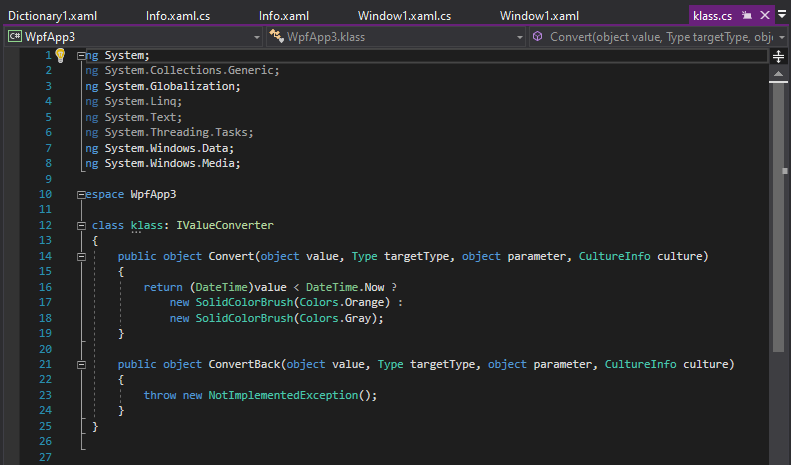 Dictionary1.xaml Info.xaml.cs Info.xaml Window1.xaml.cs Window1.xaml klass.cs
C# WpfApp3 WpfApp3.klass Convert(object value, Type targetType, obje
1 ng System;
2 ng System.Collections.Generic;
3 ng System.Globalization;
4 ng System.Linq;
5 ng System.Text;
6 ng System.Threading.Tasks;
7 ng System.Windows.Data;
8 ng System.Windows.Media;
9
10 espace WpfApp3
11
12 class klass: IValueConverter
13 {
14 public object Convert(object value, Type targetType, object parameter, CultureInfo culture)
15 {
16 return (DateTime)value < DateTime.Now ?
17 new SolidColorBrush(Colors.Orange) :
18 new SolidColorBrush(Colors.Gray);
19 }
20
21 public object ConvertBack(object value, Type targetType, object parameter, CultureInfo culture)
22 {
23 throw new NotImplementedException();
24 }
25 }
26
27